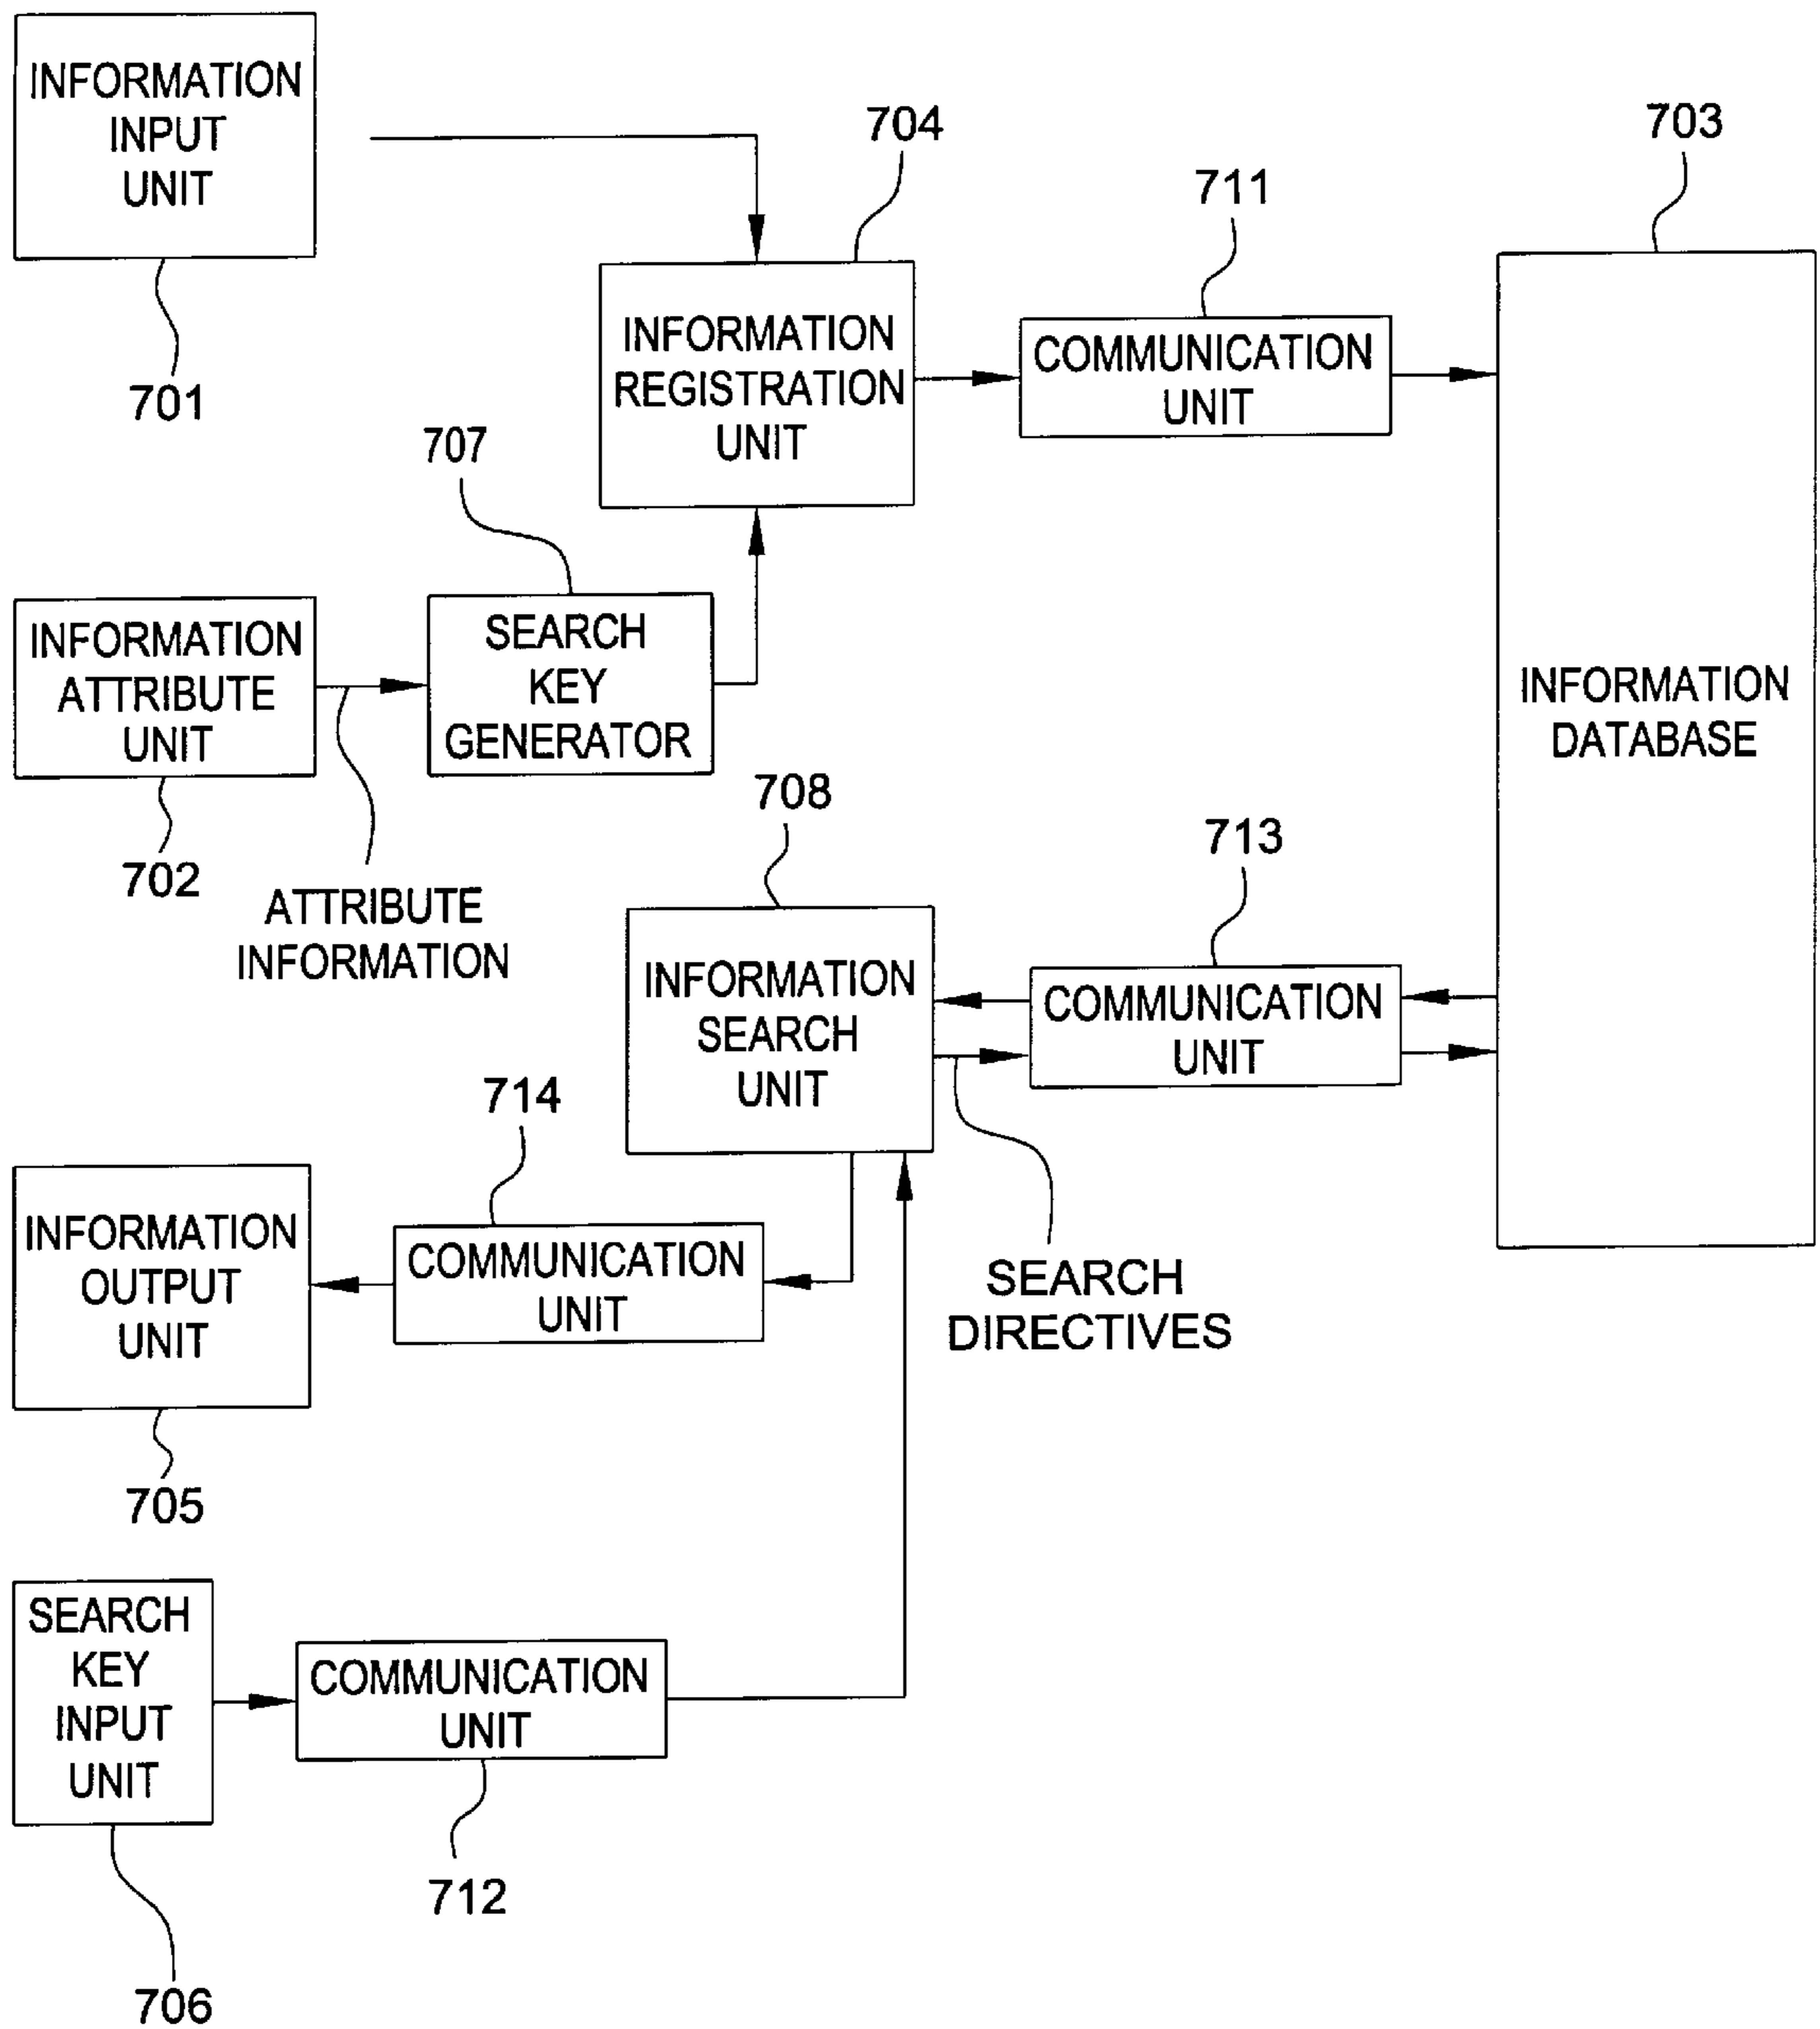 INFORMATION
INPUT
UNIT
701
704
INFORMATION
REGISTRATION
UNIT
711
COMMUNICATION
UNIT
703
INFORMATION
DATABASE
707
SEARCH
KEY
GENERATOR
INFORMATION
ATTRIBUTE
UNIT
702
ATTRIBUTE
INFORMATION
708
INFORMATION
SEARCH
UNIT
713
COMMUNICATION
UNIT
SEARCH
DIRECTIVES
714
COMMUNICATION
UNIT
INFORMATION
OUTPUT
UNIT
705
SEARCH
KEY
INPUT
UNIT
706
COMMUNICATION
UNIT
712